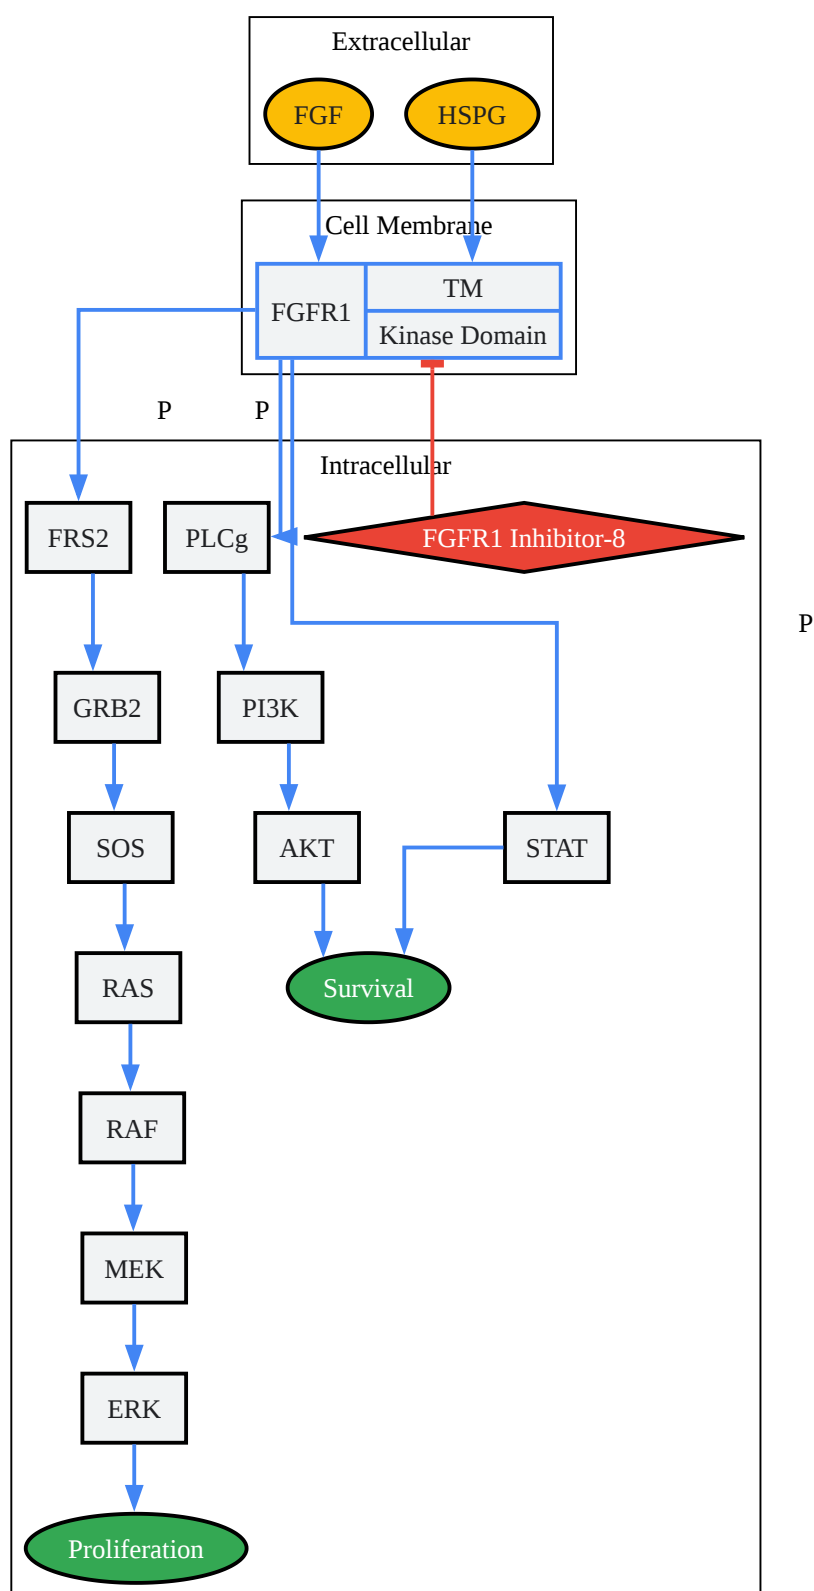 Extracellular
FGF
HSPG
Cell Membrane
FGFR1
TM
Kinase Domain
P
P
Intracellular
FRS2
PLCg
FGFR1 Inhibitor-8
P
GRB2
PI3K
SOS
AKT
STAT
RAS
Survival
RAF
MEK
ERK
Proliferation